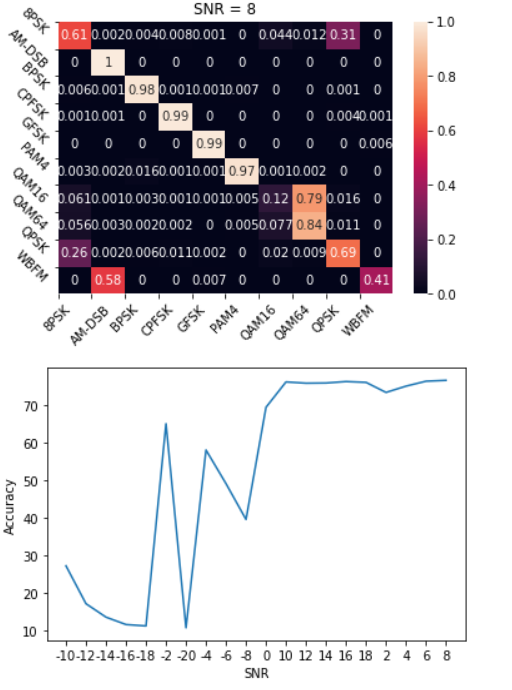 SNR = 8
8PSK 0.61 0.002 0.004 0.008 0.001 0 0.044 0.012 0.31 0 1.0
AM-DSB 0 1 0 0 0 0 0 0 0 0
BPSK 0.006 0.001 0.98 0 0.001 0.007 0 0 0.001 0 0.8
CPFSK 0.001 0.001 0 0.99 0 0 0 0 0.004 0.001
GFSK 0 0 0 0 0.99 0 0 0 0 0.006 0.6
PAM4 0.003 0.002 0.016 0.001 0.001 0.97 0.001 0.002 0 0
QAM16 0.061 0.001 0.003 0.001 0.001 0.005 0.12 0.79 0.016 0 0.4
QAM64 0.056 0.003 0.002 0.002 0 0.005 0.077 0.84 0.011 0
QPSK 0.26 0.002 0.006 0.011 0.002 0 0.02 0.009 0.69 0 0.2
WBFM 0 0.58 0 0 0.007 0 0 0 0 0.41 0.0
8PSK AM-DSB BPSK CPFSK GFSK PAM4 QAM16 QAM64 QPSK WBFM
70
60
50
Accuracy
40
30
20
10
-10 -12 -14 -16 -18 -2 -20 -4 -6 -8 0 10 12 14 16 18 2 4 6 8
SNR